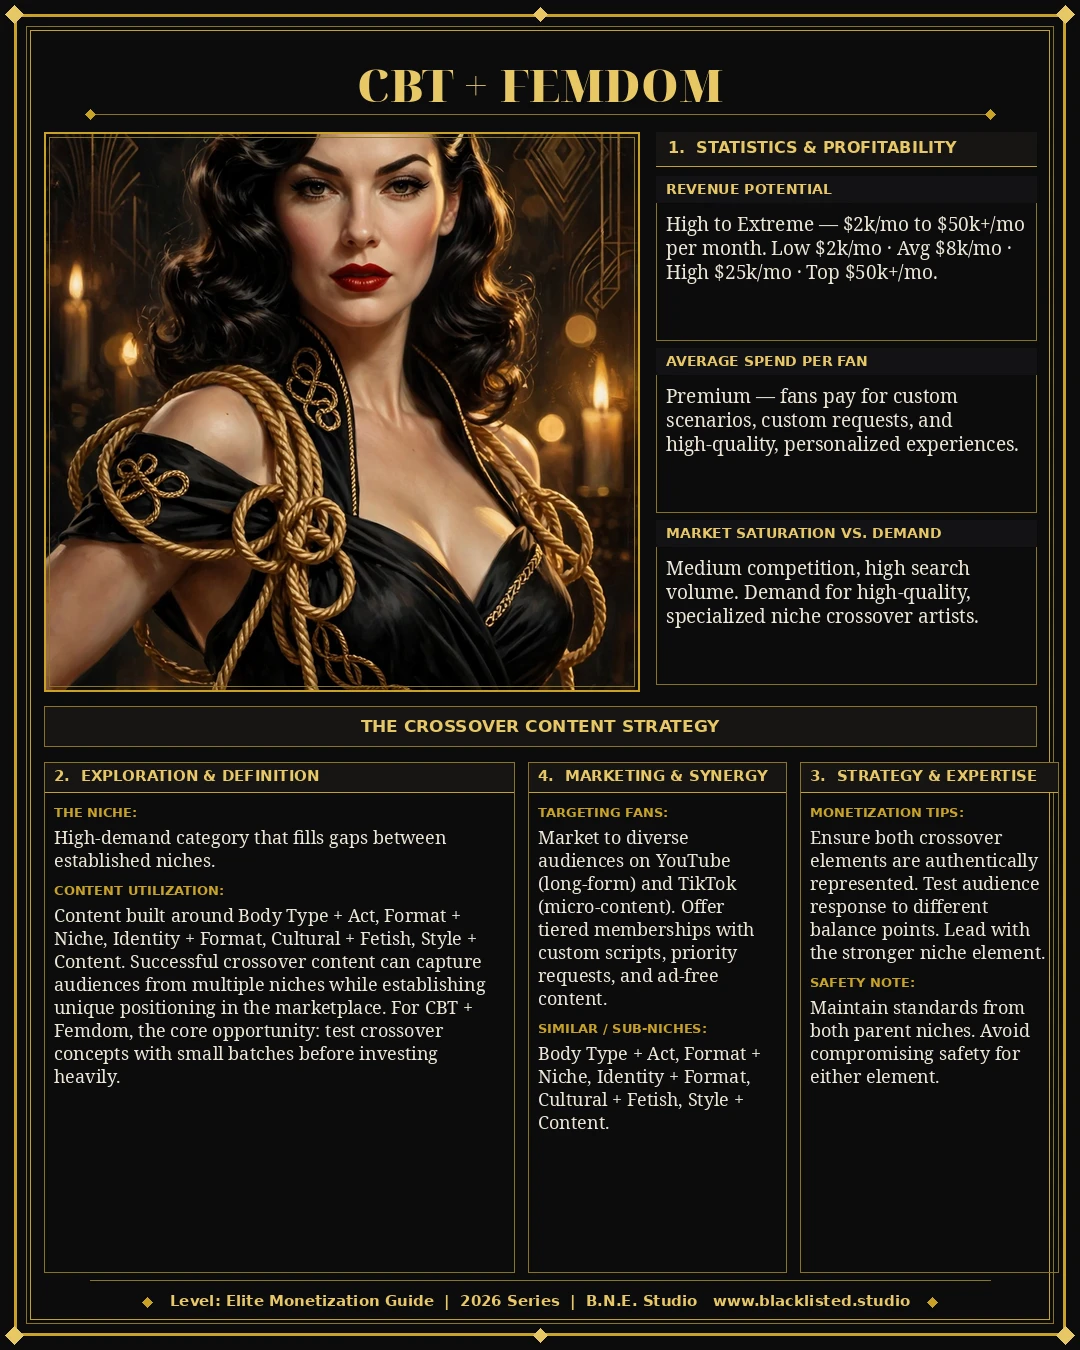 CBT + FEMDOM
1. STATISTICS & PROFITABILITY
REVENUE POTENTIAL
High to Extreme — $2k/mo to $50k+/mo
per month. Low $2k/mo · Avg $8k/mo ·
High $25k/mo · Top $50k+/mo.
AVERAGE SPEND PER FAN
Premium — fans pay for custom
scenarios, custom requests, and
high-quality, personalized experiences.
MARKET SATURATION VS. DEMAND
Medium competition, high search
volume. Demand for high-quality,
specialized niche crossover artists.
THE CROSSOVER CONTENT STRATEGY
2. EXPLORATION & DEFINITION
THE NICHE:
High-demand category that fills gaps between
established niches.
CONTENT UTILIZATION:
Content built around Body Type + Act, Format +
Niche, Identity + Format, Cultural + Fetish, Style +
Content. Successful crossover content can capture
audiences from multiple niches while establishing
unique positioning in the marketplace. For CBT +
Femdom, the core opportunity: test crossover
concepts with small batches before investing
heavily.
4. MARKETING & SYNERGY
TARGETING FANS:
Market to diverse
audiences on YouTube
(long-form) and TikTok
(micro-content). Offer
tiered memberships with
custom scripts, priority
requests, and ad-free
content.
SIMILAR / SUB-NICHES:
Body Type + Act, Format +
Niche, Identity + Format,
Cultural + Fetish, Style +
Content.
3. STRATEGY & EXPERTISE
MONETIZATION TIPS:
Ensure both crossover
elements are authentically
represented. Test audience
response to different
balance points. Lead with
the stronger niche element.
SAFETY NOTE:
Maintain standards from
both parent niches. Avoid
compromising safety for
either element.
Level: Elite Monetization Guide | 2026 Series | B.N.E. Studio www.blacklisted.studio